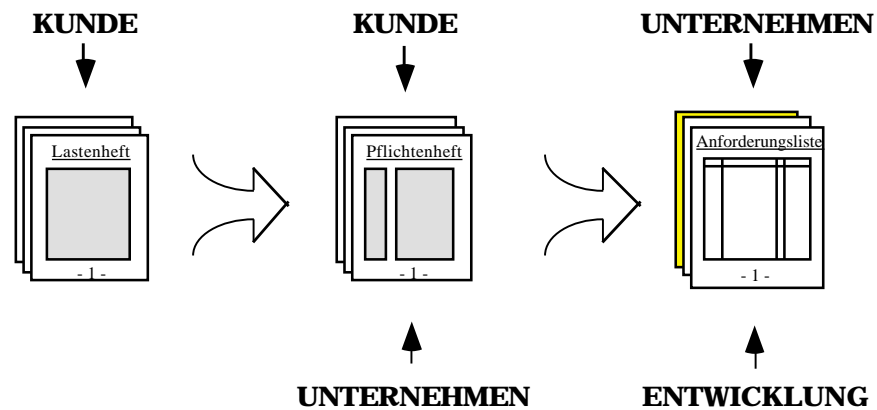 KUNDE
KUNDE
UNTERNEHMEN
Lastenheft
- 1 -
Pflichtenheft
- 1 -
Anforderungsliste
- 1 -
UNTERNEHMEN
ENTWICKLUNG